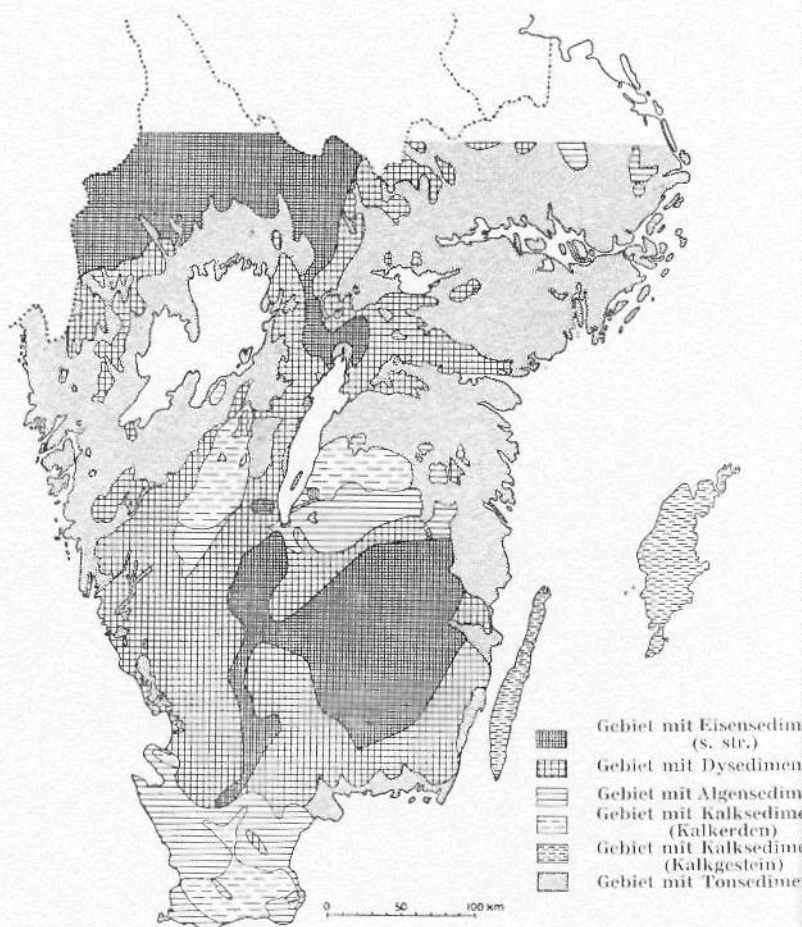 Gebiet mit Eisensedim
(s. str.)
Gebiet mit Dysedimen
Gebiet mit Algensedim
Gebiet mit Kalksedime
(Kalkerden)
Gebiet mit Kalksedime
(Kalkgestein)
Gebiet mit Tonsedime
0 50 100 KM